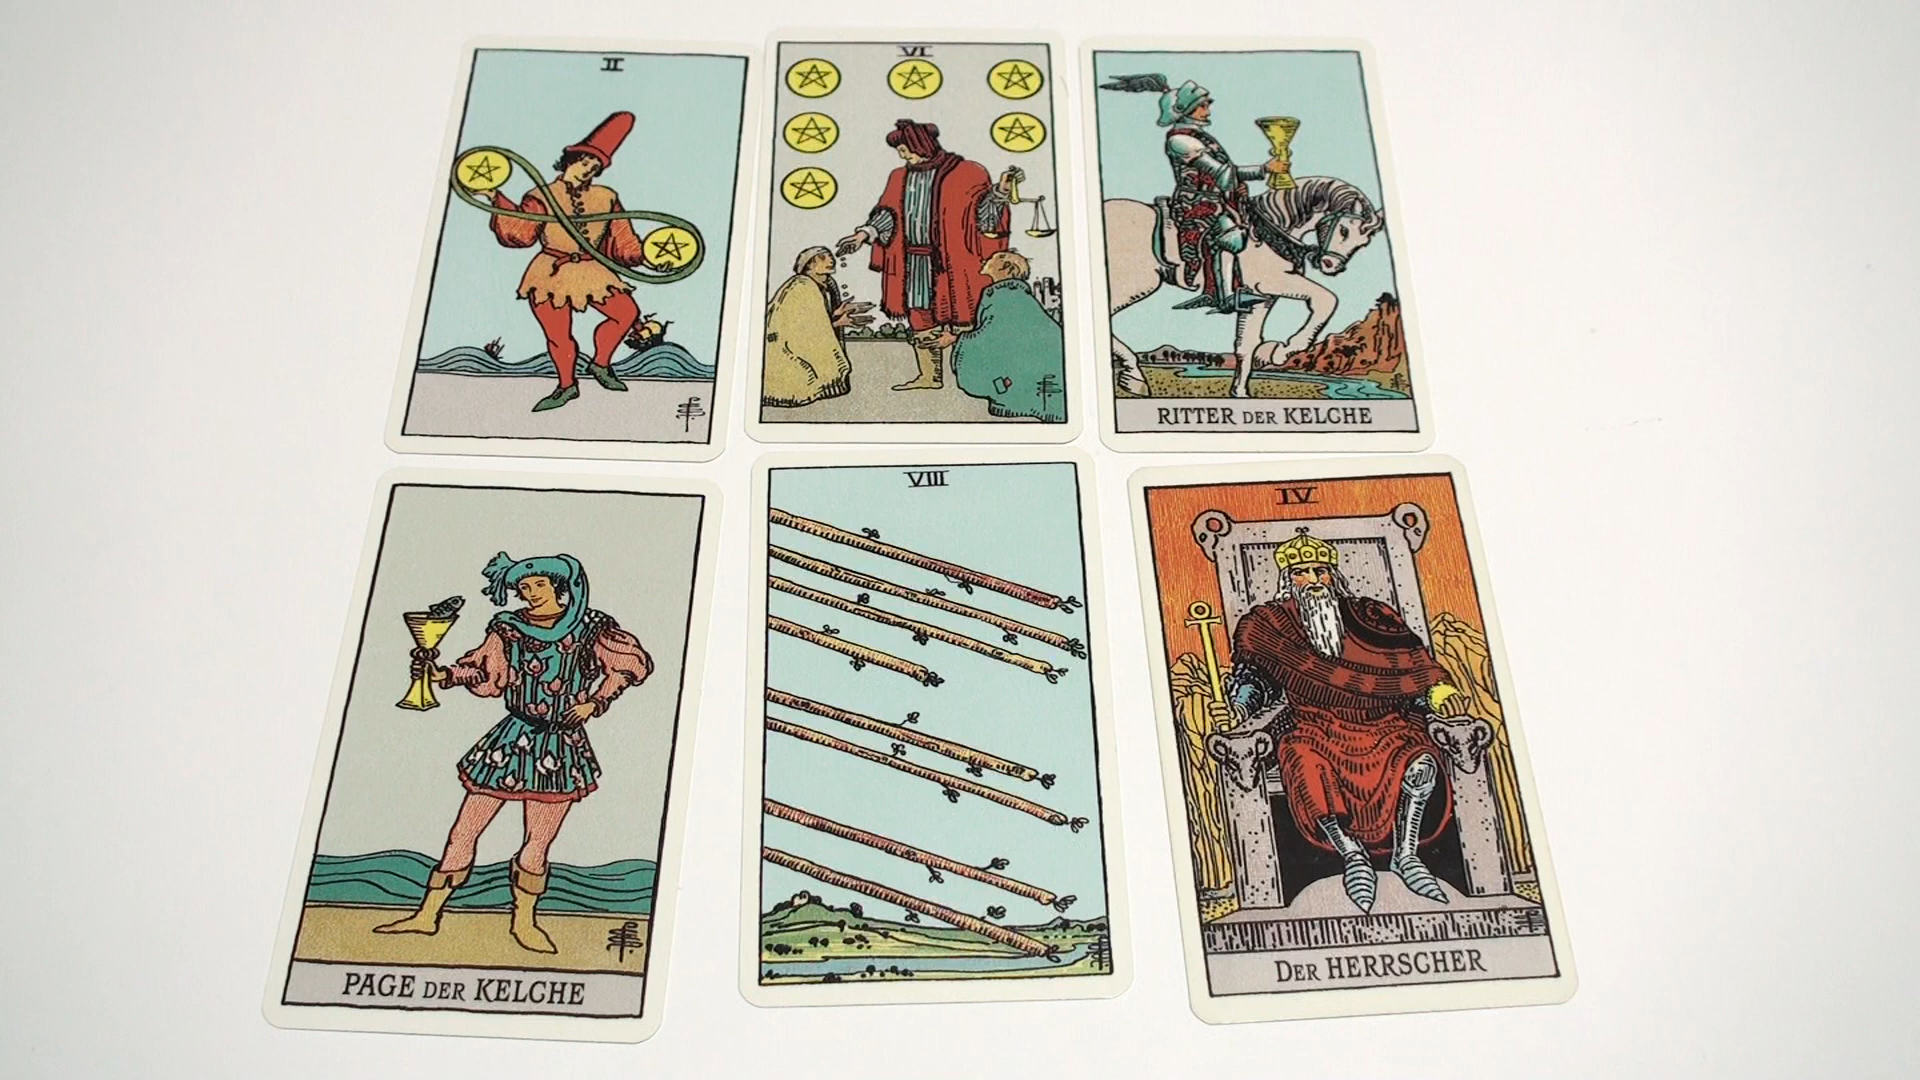 II
VI
RITTER DER KELCHE
PAGE DER KELCHE
VIII
IV
DER HERRSCHER